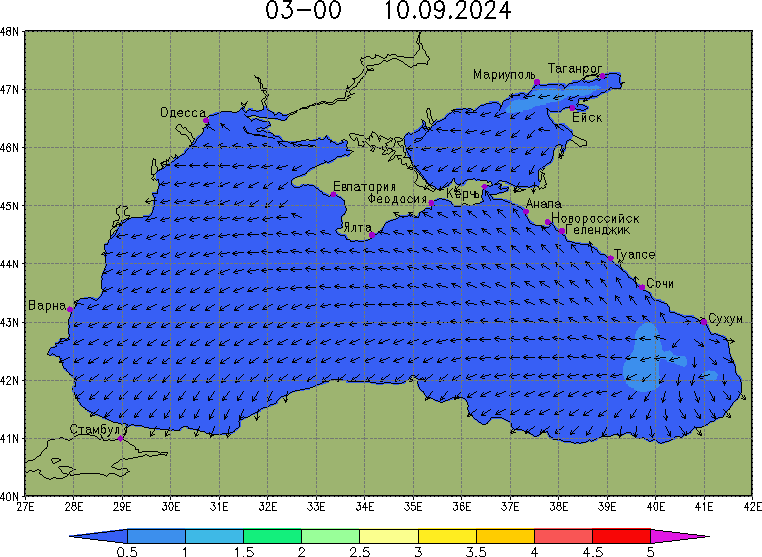 03-00 10.09.2024
48N
Таганрог
Мариуполь
47N
Одесса
Ейск
46N
Евпатория
Керчь
Феодосия
Анапа
45N
Новороссийск
Ялта
Геленджик
Туапсе
44N
Сочи
Варна
Сухум
43N
42N
Стамбул
41N
40N
27E 28E 29E 30E 31E 32E 33E 34E 35E 36E 37E 38E 39E 40E 41E 42E
0.5 1 1.5 2 2.5 3 3.5 4 4.5 5